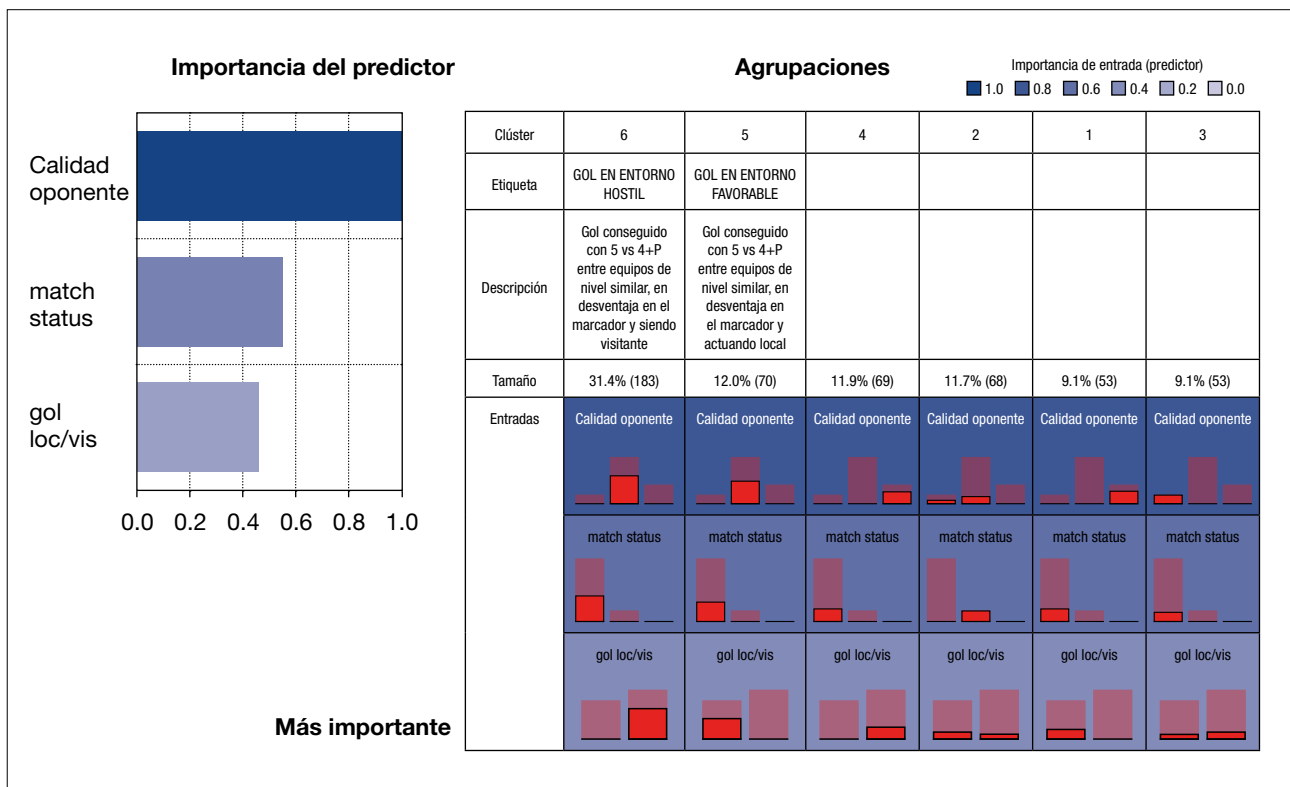 Importancia del predictor
Calidad
oponente
match
status
gol
loc/vis
0.0 0.2 0.4 0.6 0.8 1.0
Más importante
Agrupaciones
Importancia de entrada (predictor)
1.0 0.8 0.6 0.4 0.2 0.0
Clúster 6 5 4 2 1 3
Etiqueta
GOL EN ENTORNO
HOSTIL
GOL EN ENTORNO
FAVORABLE
Descripción
Gol conseguido
con 5 vs 4+P
entre equipos de
nivel similar, en
desventaja en el
marcador y siendo
visitante
Gol conseguido
con 5 vs 4+P
entre equipos de
nivel similar, en
desventaja en
el marcador y
actuando local
Tamaño 31.4% (183) 12.0% (70) 11.9% (69) 11.7% (68) 9.1% (53) 9.1% (53)
Entradas Calidad oponente Calidad oponente Calidad oponente Calidad oponente Calidad oponente Calidad oponente
match status match status match status match status match status match status
gol loc/vis gol loc/vis gol loc/vis gol loc/vis gol loc/vis gol loc/vis